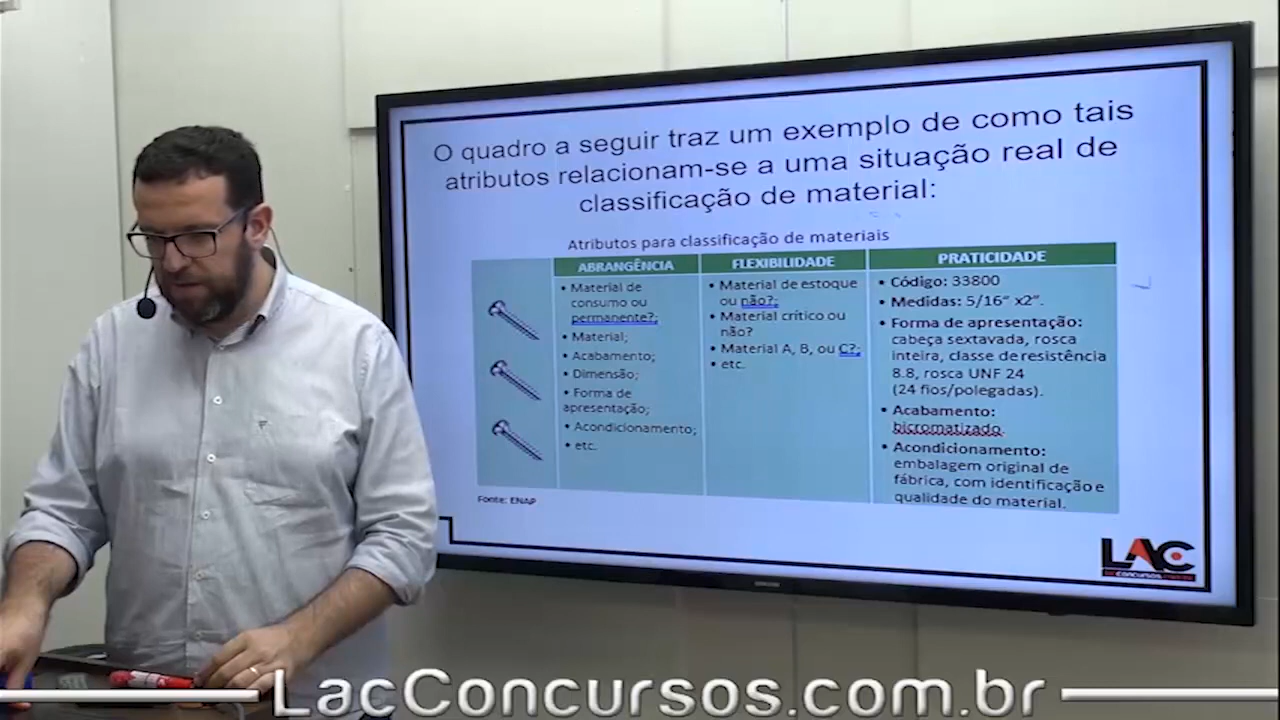 O quadro a seguir traz um exemplo de como tais
atributos relacionam-se a uma situação real de
classificação de material:
Atributos para classificação de materiais
ABRANGÊNCIA
• Material de
consumo ou
permanente?;
• Material;
• Acabamento;
• Dimensão;
• Forma de
apresentação;
• Acondicionamento;
• etc.
FLEXIBILIDADE
• Material de estoque
ou não?;
• Material crítico ou
não?
• Material A, B, ou C?;
• etc.
PRATICIDADE
• Código: 33800
• Medidas: 5/16“ x2”.
• Forma de apresentação:
cabeça sextavada, rosca
inteira, classe de resistência
8.8, rosca UNF 24
(24 fios/polegadas).
• Acabamento:
bicromatizado.
• Acondicionamento:
embalagem original de
fábrica, com identificação e
qualidade do material.
Fonte: ENAP
LAC
SAMSUNG
LacConcursos.com.br